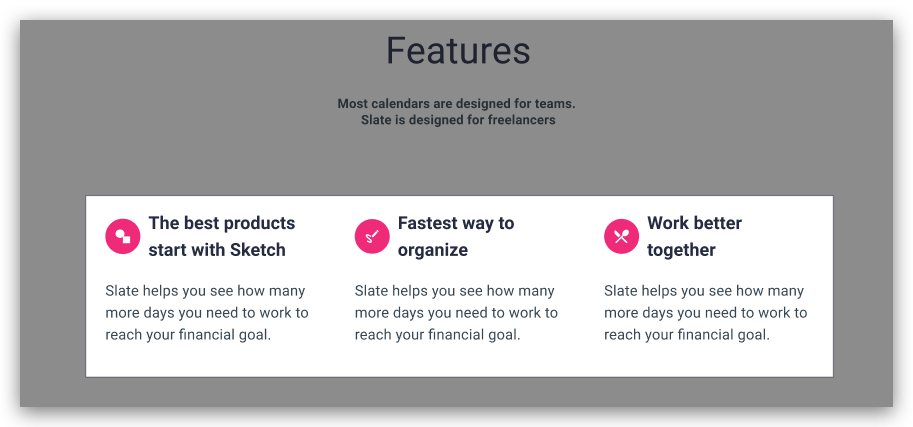 Features
Most calendars are designed for teams.
Slate is designed for freelancers
The best products
start with Sketch
Slate helps you see how many
more days you need to work to
reach your financial goal.
Fastest way to
organize
Slate helps you see how many
more days you need to work to
reach your financial goal.
Work better
together
Slate helps you see how many
more days you need to work to
reach your financial goal.